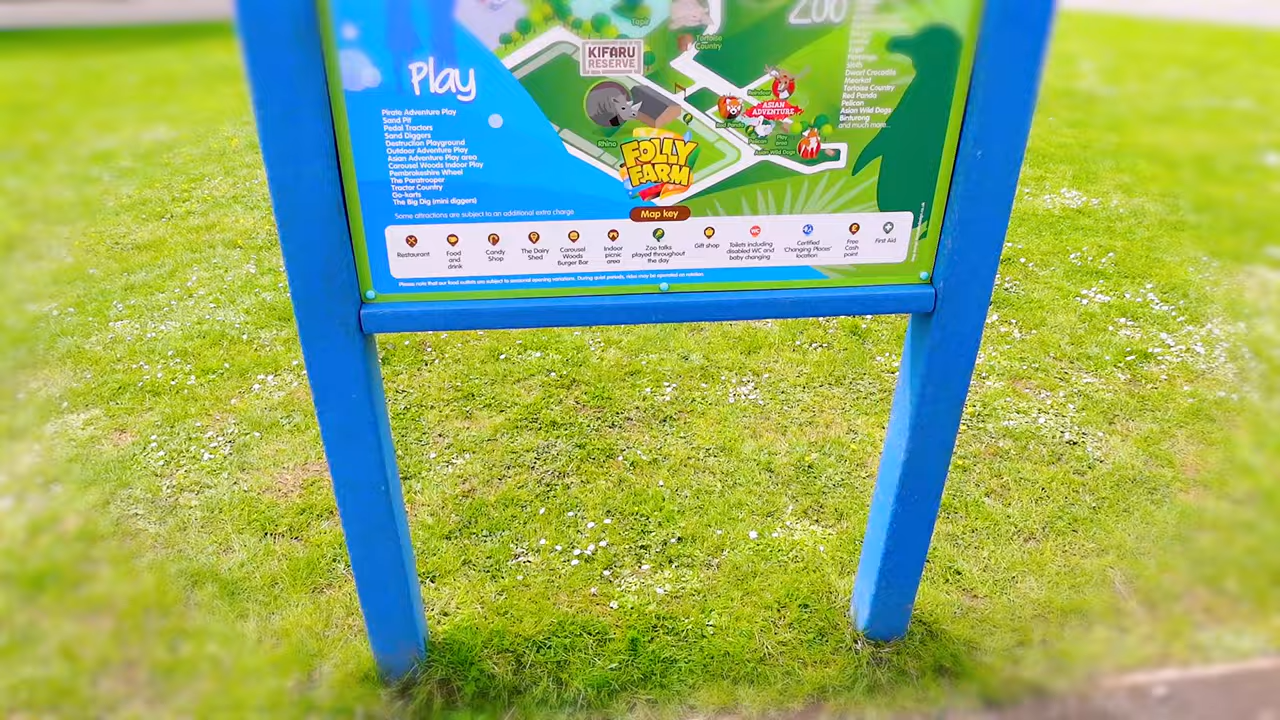 Zoo
Tapir
Tortoise
Country
KIFARU
RESERVE
Play
Sloth
Dwarf Crocodile
Meerkat
Tortoise Country
Red Panda
Pelican
Asian Wild Dogs
Binturong
and much more...
Reindeer
ASIAN
ADVENTURE
Red Panda
Pelican
Play
area
Asian Wild Dogs
Pirate Adventure Play
Sand Pit
Pedal Tractors
Sand Diggers
Destruction Playground
Outdoor Adventure Play
Asian Adventure Play area
Carousel Woods Indoor Play
Pembrokeshire Wheel
The Paratrooper
Tractor Country
Go-karts
The Big Dig (mini diggers)
Rhino
FOLLY
FARM
Some attractions are subject to an additional extra charge
Map key
Restaurant
Food
and
drink
Candy
Shop
The Dairy
Shed
Carousel
Woods
Burger Bar
Indoor
picnic
area
Zoo talks
played throughout
the day
Gift shop
WC
Toilets including
disabled WC and
baby changing
Certified
'Changing Places'
location
Free
Cash
point
First Aid
Please note that our food outlets are subject to seasonal opening variations. During quiet periods, rides may be operated on rotation.